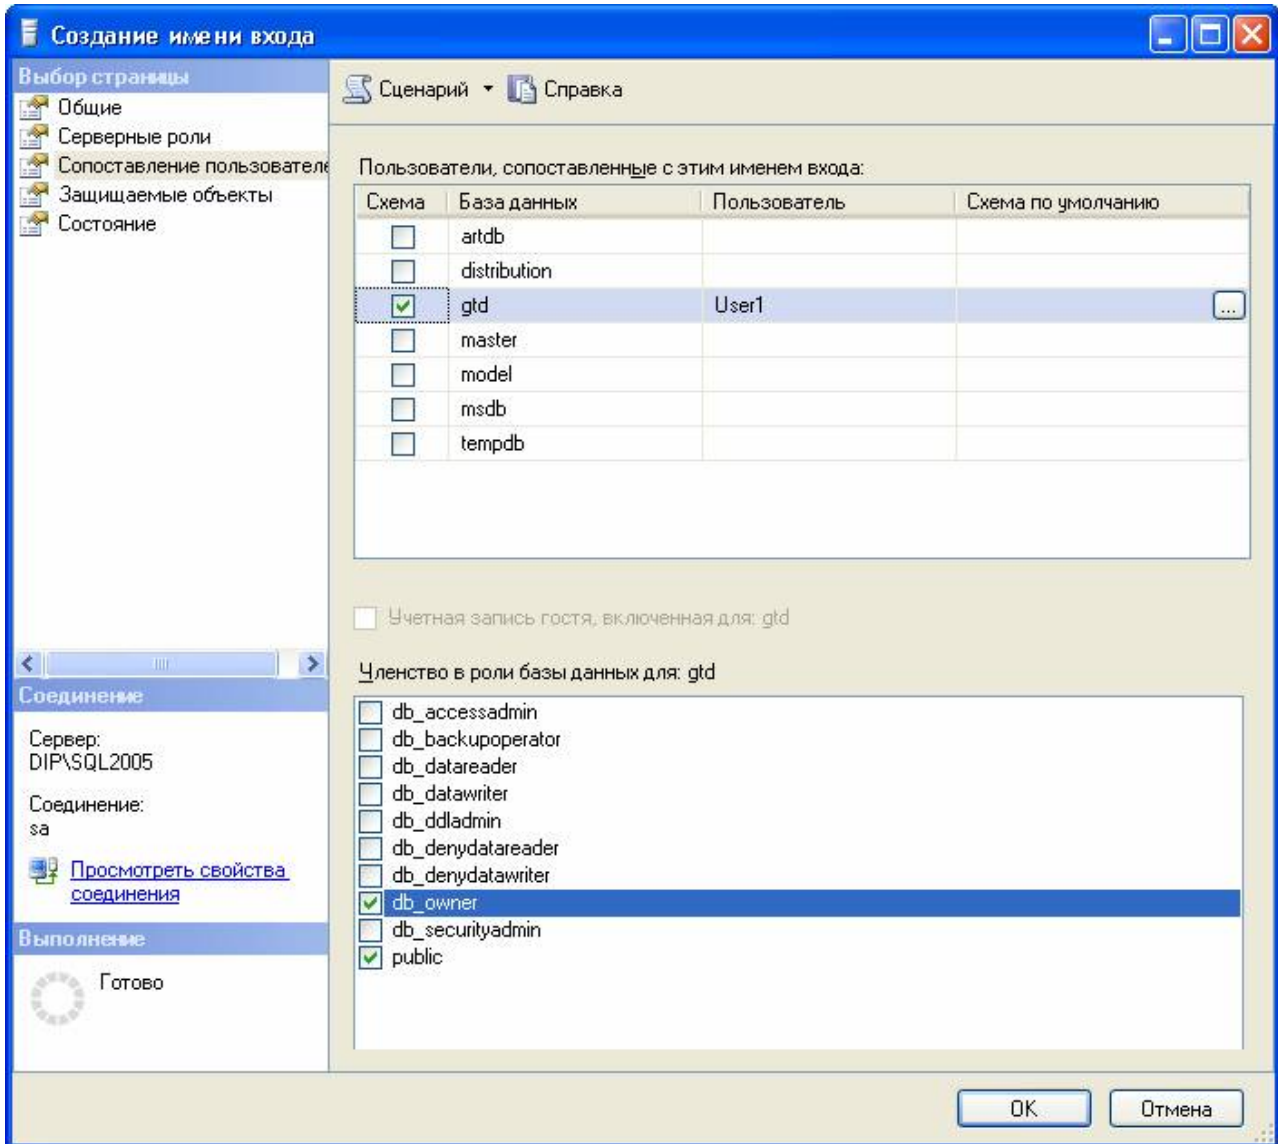 Создание имени входа
Выбор страницы
Общие
Серверные роли
Сопоставление пользователе
Защищаемые объекты
Состояние
Сценарий Справка
Пользователи, сопоставленные с этим именем входа:
Схема База данных Пользователь Схема по умолчанию
artdb
distribution
gtd User1 ...
master
model
msdb
tempdb
Учетная запись гостя, включенная для: gtd
Членство в роли базы данных для: gtd
db_accessadmin
db_backupoperator
db_datareader
db_datawriter
db_ddladmin
db_denydatareader
db_denydatawriter
db_owner
db_securityadmin
public
Соединение
Сервер:
DIP\SQL2005
Соединение:
sa
Просмотреть свойства
соединения
Выполнение
Готово
OK Отмена